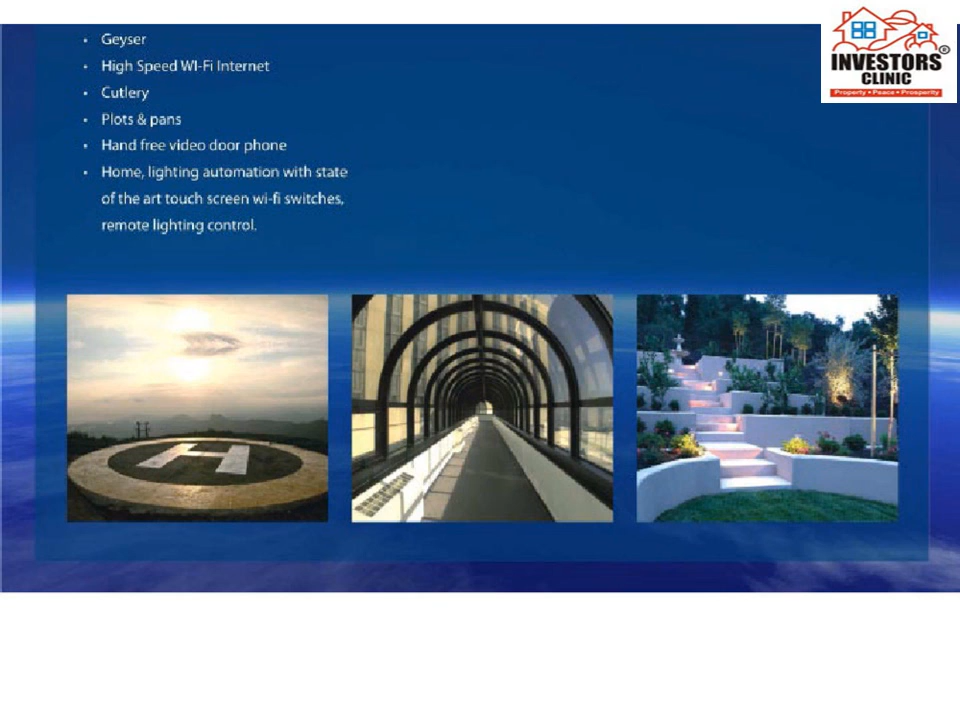 • Geyser
• High Speed WI-Fi Internet
• Cutlery
• Plots & pans
• Hand free video door phone
• Home, lighting automation with state
of the art touch screen wi-fi switches,
remote lighting control.
INVESTORS®
CLINIC
Property • Peace • Prosperity
H